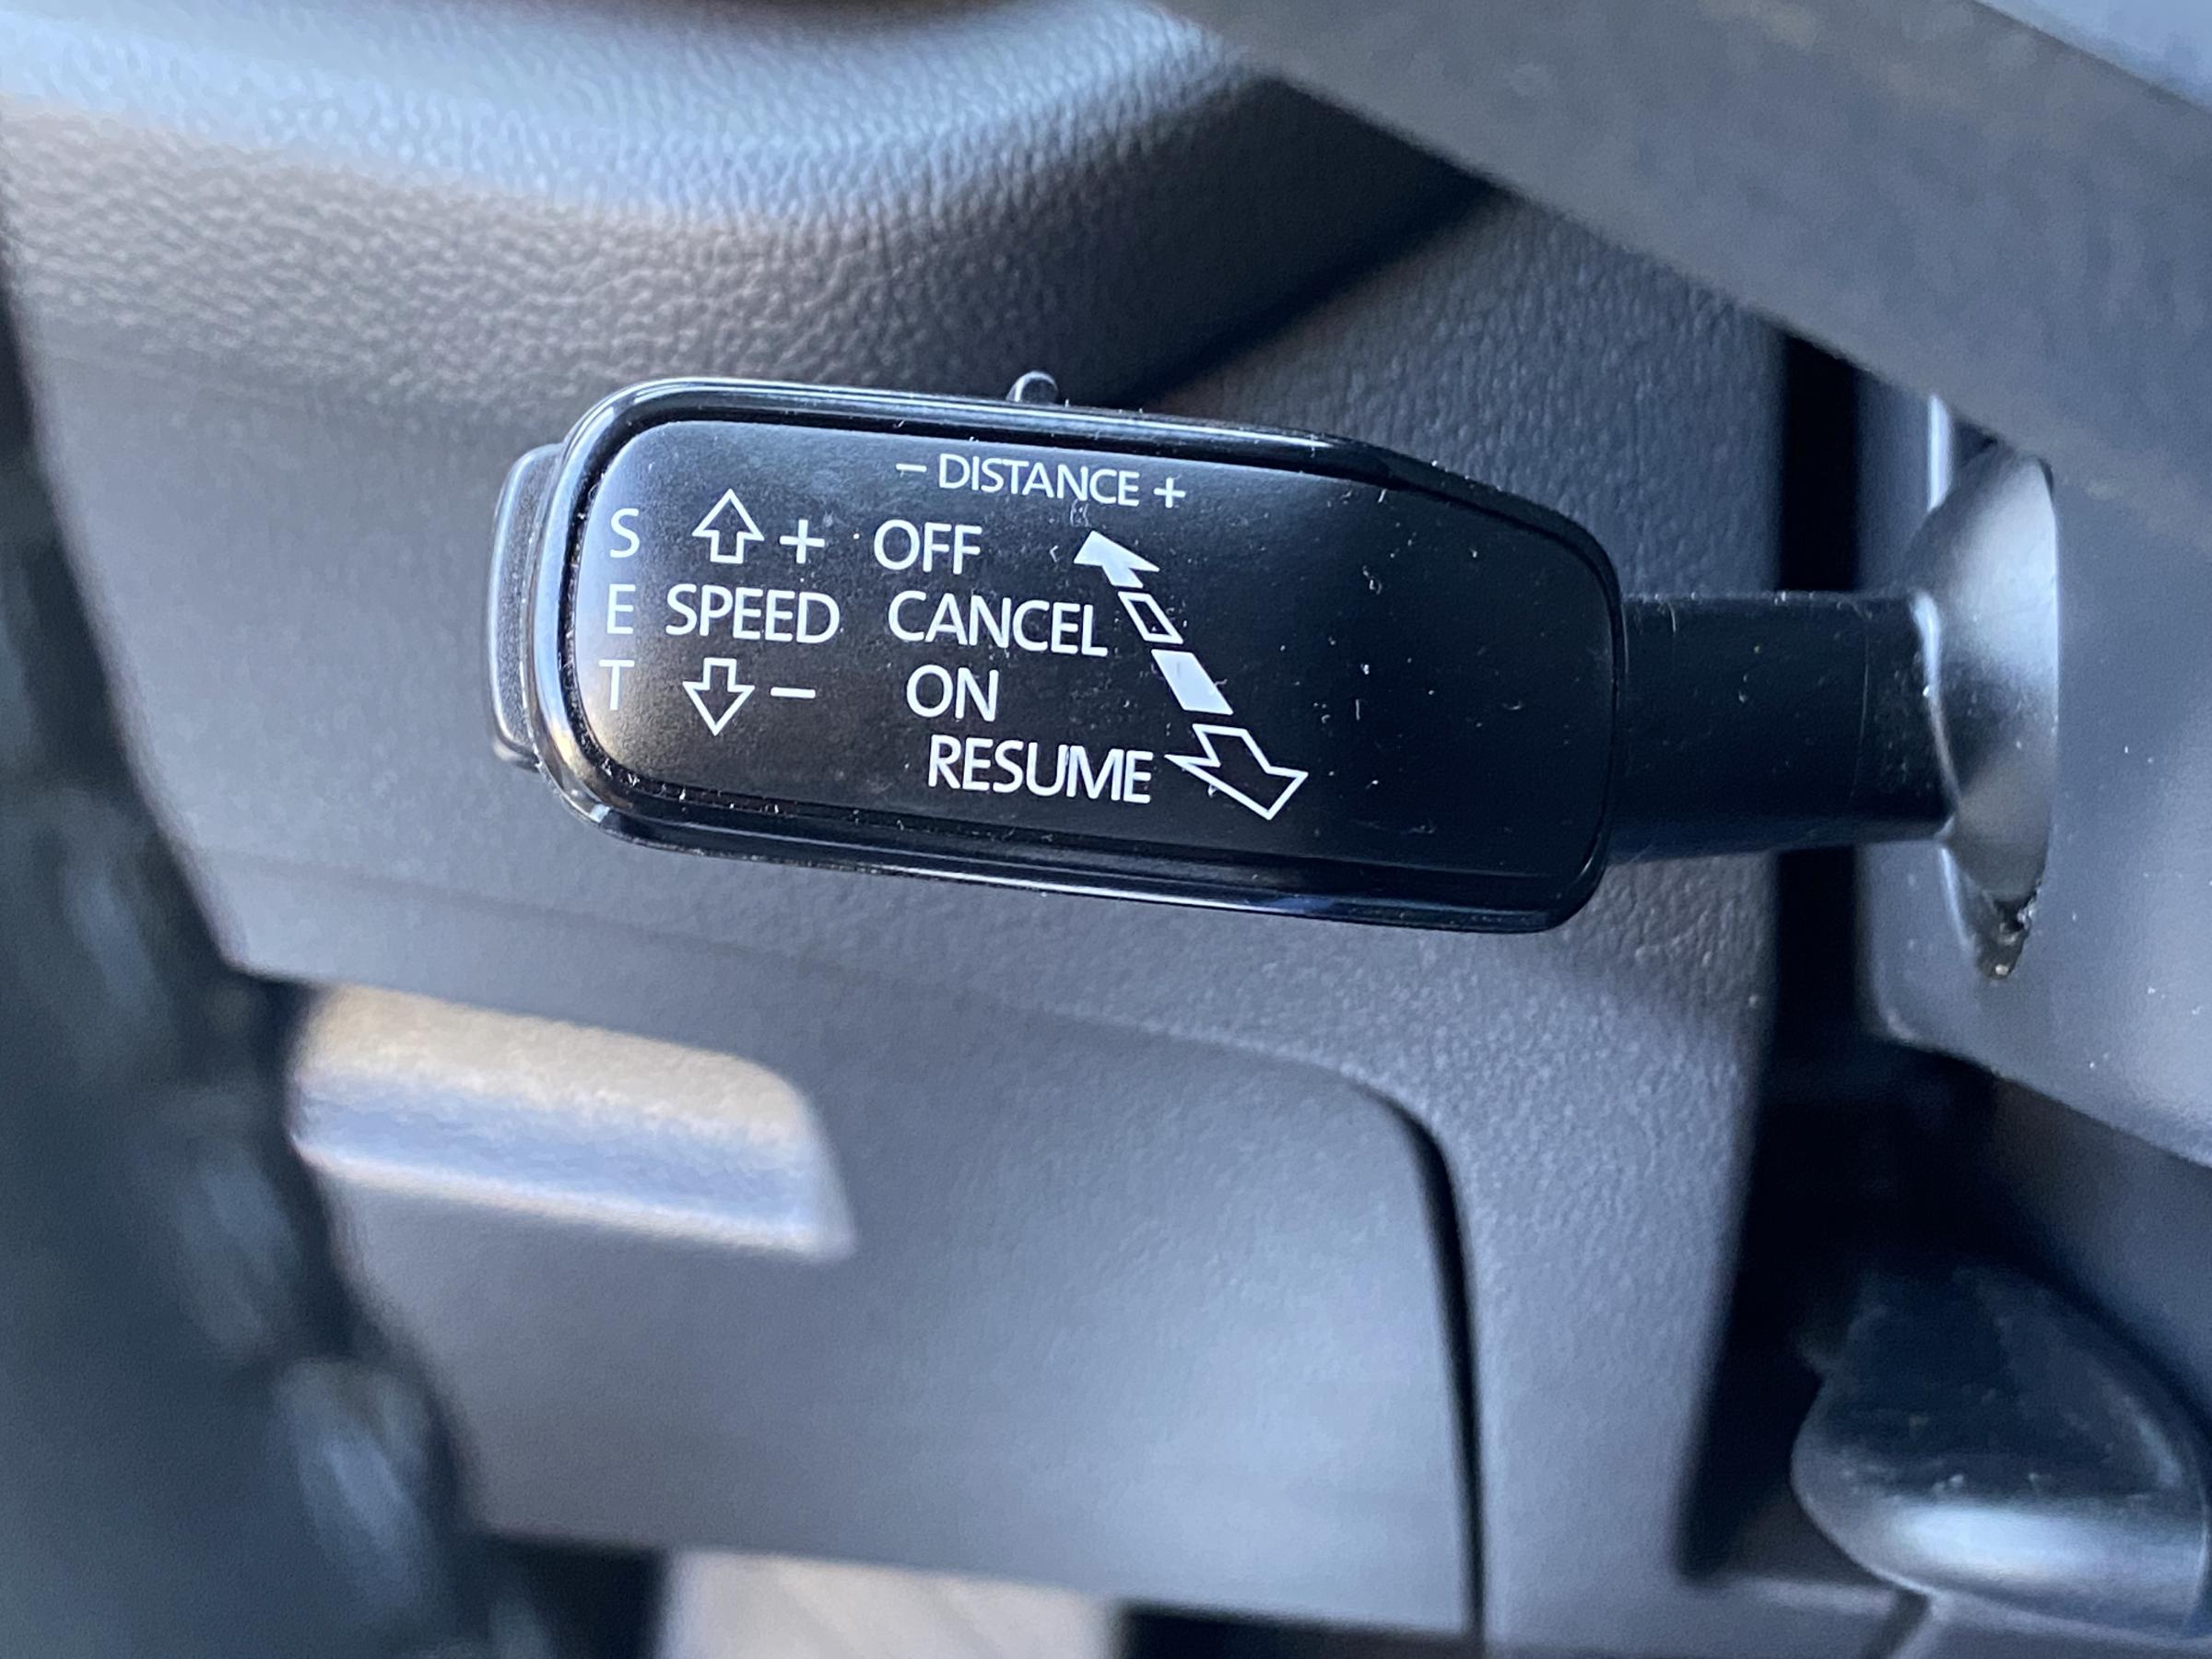 − DISTANCE +
S + OFF
E SPEED CANCEL
T − ON
RESUME